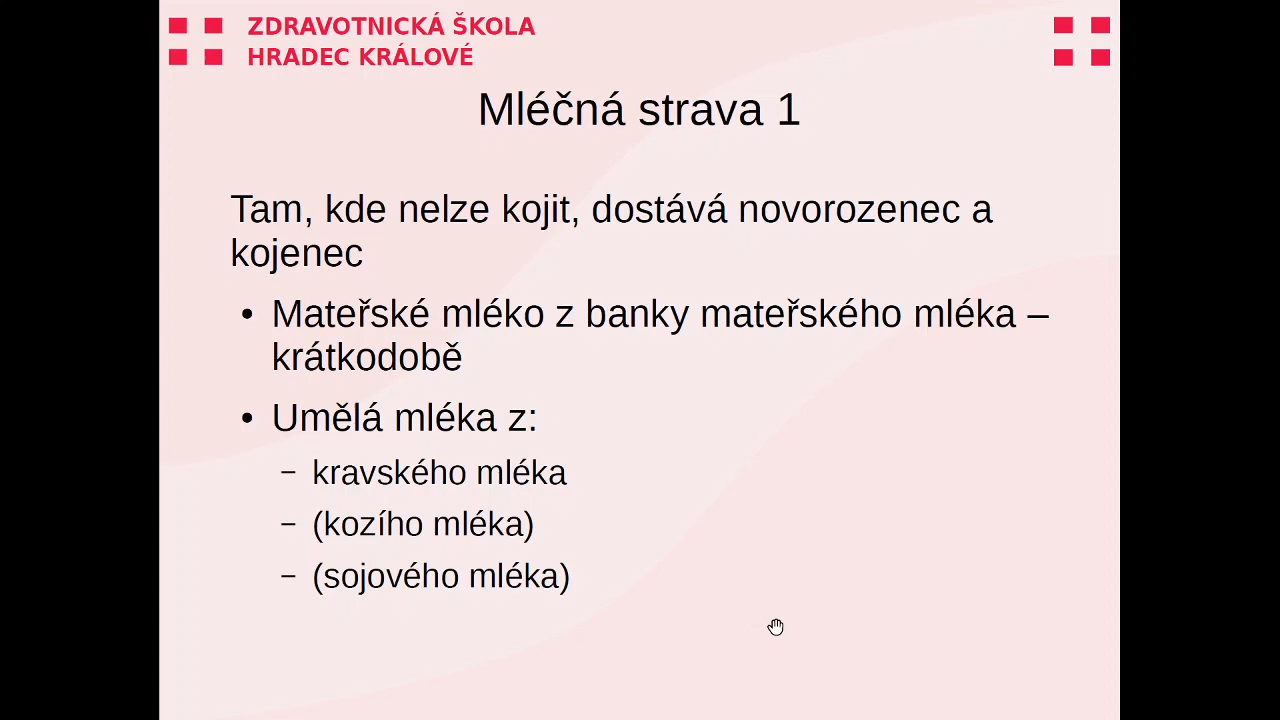 ZDRAVOTNICKÁ ŠKOLA
HRADEC KRÁLOVÉ
Mléčná strava 1
Tam, kde nelze kojit, dostává novorozenec a
kojenec
• Mateřské mléko z banky mateřského mléka –
krátkodobě
• Umělá mléka z:
– kravského mléka
– (kozího mléka)
– (sojového mléka)